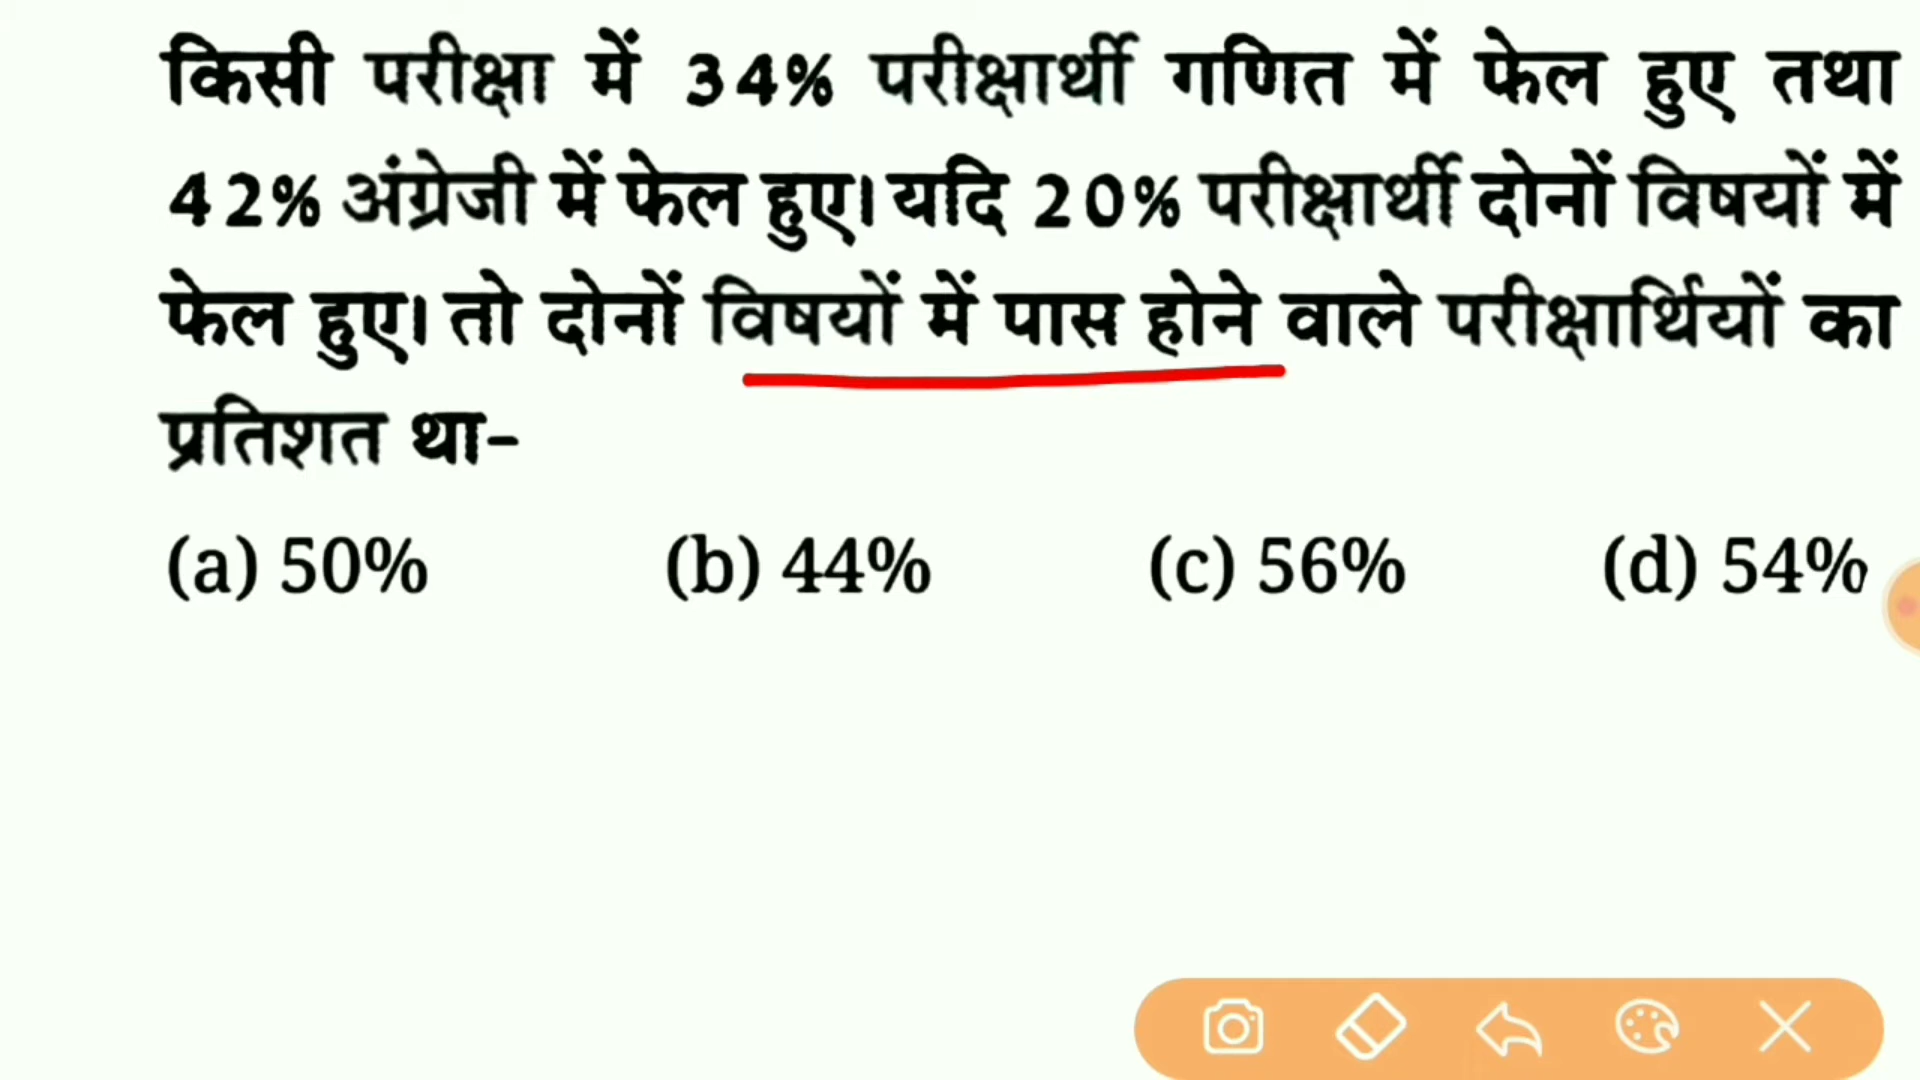 किसी परीक्षा में 34% परीक्षार्थी गणित में फेल हुए तथा
42% अंग्रेजी में फेल हुए। यदि 20% परीक्षार्थी दोनों विषयों में
फेल हुए। तो दोनों विषयों में पास होने वाले परीक्षार्थियों का
प्रतिशत था-
(a) 50% (b) 44% (c) 56% (d) 54%